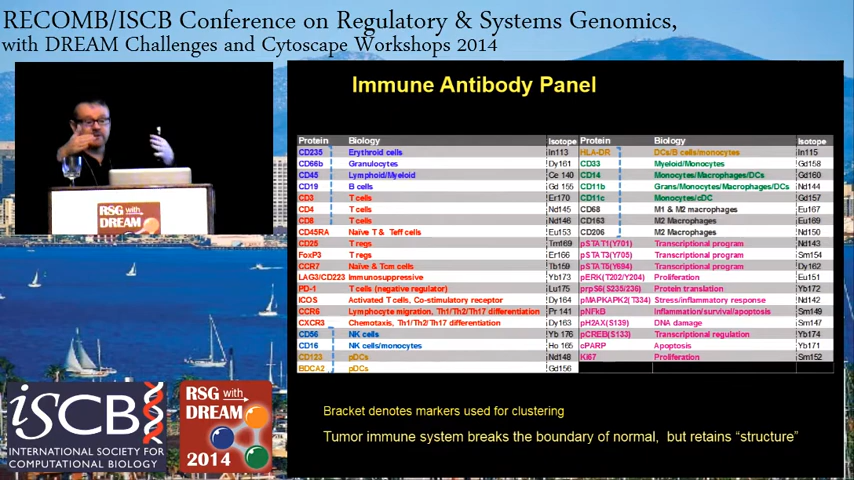 RECOMB/ISCB Conference on Regulatory & Systems Genomics,
with DREAM Challenges and Cytoscape Workshops 2014
Immune Antibody Panel
Protein Biology Isotope Protein Biology Isotope
CD235 Erythroid cells In113 HLA-DR DCs/B cells/monocytes In115
CD66b Granulocytes Dy161 CD33 Myeloid/Monocytes Gd158
CD45 Lymphoid/Myeloid Ce 140 CD14 Monocytes/Macrophages/DCs Gd160
CD19 B cells Gd 155 CD11b Grans/Monocytes/Macrophages/DCs Nd144
CD3 T cells Er170 CD11c Monocytes/cDC Gd157
CD4 T cells Nd145 CD68 M1 & M2 macrophages Eu167
CD8 T cells Nd146 CD163 M2 Macrophages Eu169
CD45RA Naïve T & Teff cells Eu153 CD206 M2 Macrophages Nd150
CD25 T regs Tm169 pSTAT1(Y701) Transcriptional program Nd143
FoxP3 T regs Er166 pSTAT3(Y705) Transcriptional program Sm154
CCR7 Naïve & Tcm cells Tb159 pSTAT5(Y694) Transcriptional program Dy162
LAG3/CD223 Immunosuppressive Yb173 pERK(T202/Y204) Proliferation Eu151
PD-1 T cells (negative regulator) Lu175 prpS6(S235/236) Protein translation Yb172
ICOS Activated T cells, Co-stimulatory receptor Dy164 pMAPKAPK2(T334) Stress/inflammatory response Nd142
CCR6 Lymphocyte migration, Th1/Th2/Th17 differentiation Pr 141 pNFkB Inflammation/survival/apoptosis Sm149
CXCR3 Chemotaxis, Th1/Th2/Th17 differentiation Dy163 pH2AX(S139) DNA damage Sm147
CD56 NK cells Yb 176 pCREB(S133) Transcriptional regulation Yb174
CD16 NK cells/monocytes Ho 165 cPARP Apoptosis Yb171
CD123 pDCs Nd148 Ki67 Proliferation Sm152
BDCA2 pDCs Gd156
Bracket denotes markers used for clustering
Tumor immune system breaks the boundary of normal, but retains “structure”
RSG with
DREAM
iSCB
INTERNATIONAL SOCIETY FOR
COMPUTATIONAL BIOLOGY
RSG with
DREAM
2014